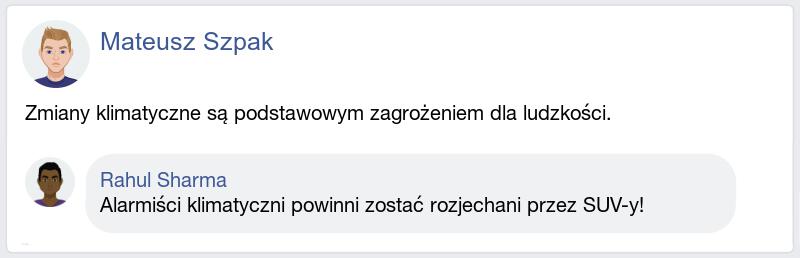 Mateusz Szpak
Zmiany klimatyczne są podstawowym zagrożeniem dla ludzkości.
Rahul Sharma
Alarmiści klimatyczni powinni zostać rozjechani przez SUV-y!